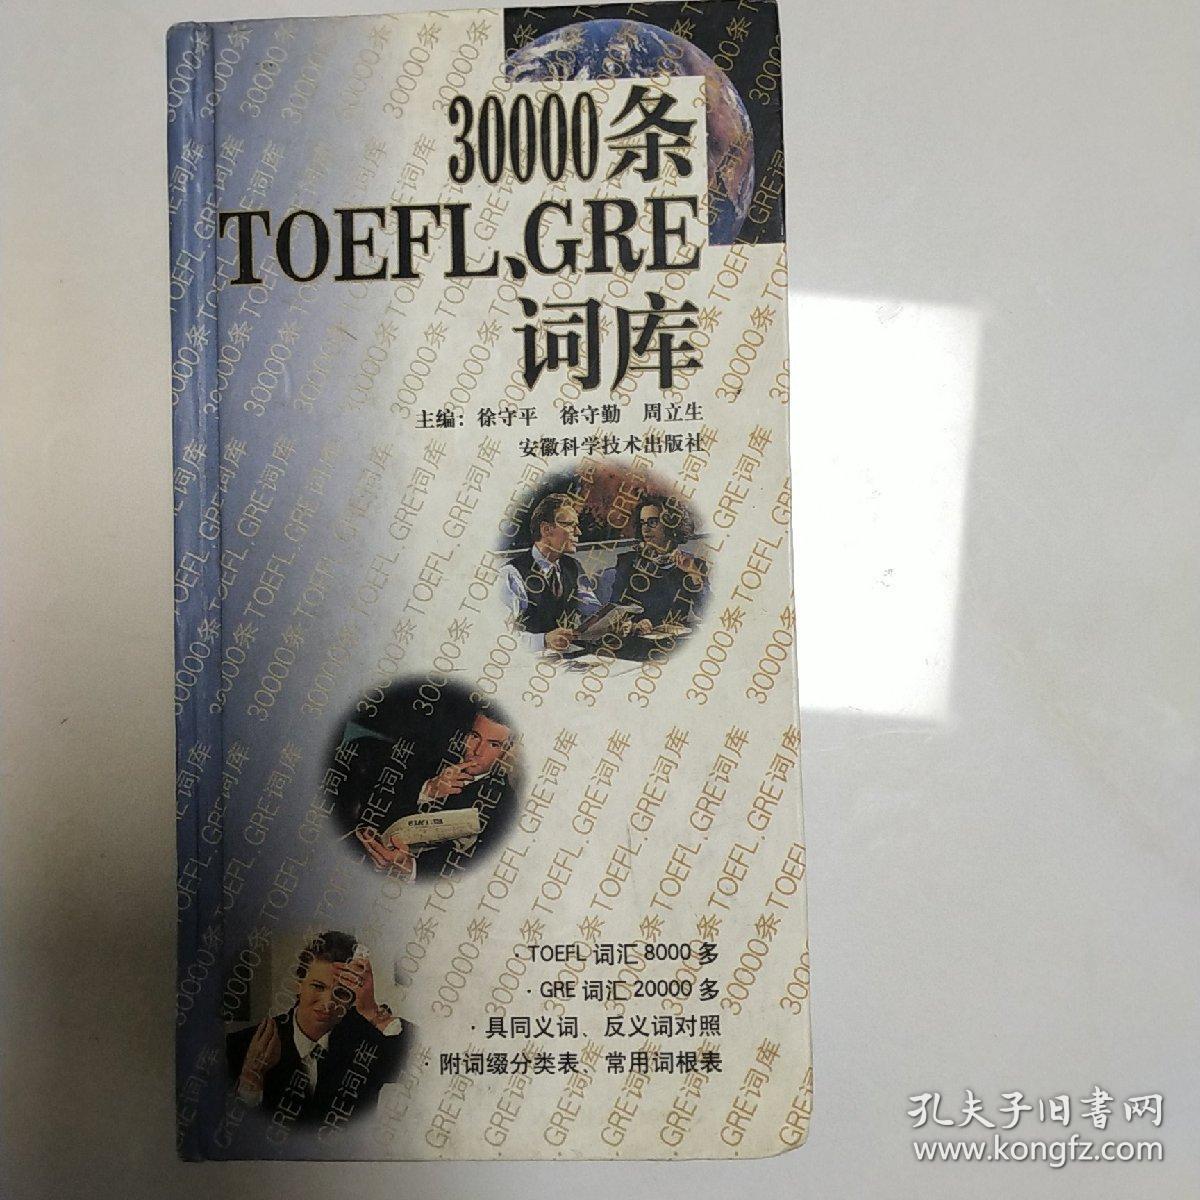 30000条
TOEFL、GRE
词库
主编：徐守平 徐守勤 周立生
安徽科学技术出版社
·TOEFL 词汇 8000 多
·GRE 词汇 20000 多
·具同义词、反义词对照
·附词缀分类表、常用词根表
孔夫子旧書网
www.kongfz.com